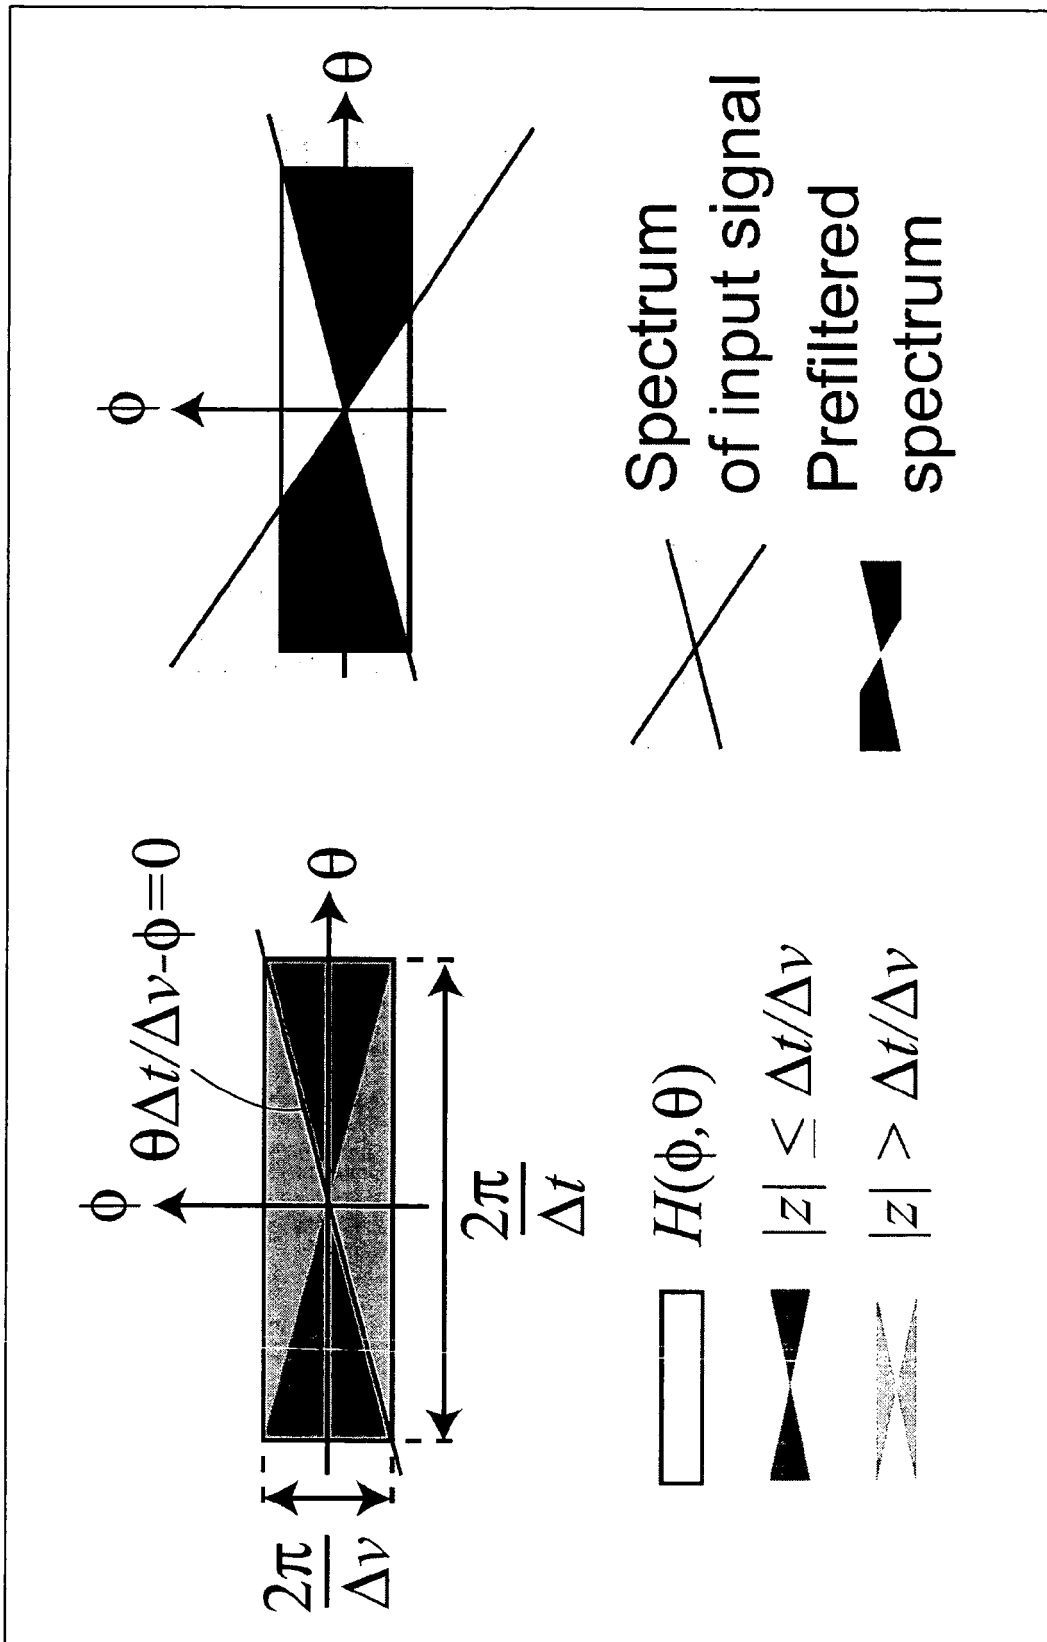 ϕ
θΔt/Δv-ϕ=0
θ
2π
Δv
2π
Δt
H(ϕ,θ)
|z| ≤ Δt/Δv
|z| > Δt/Δv
ϕ
θ
Spectrum
of input signal
Prefiltered
spectrum